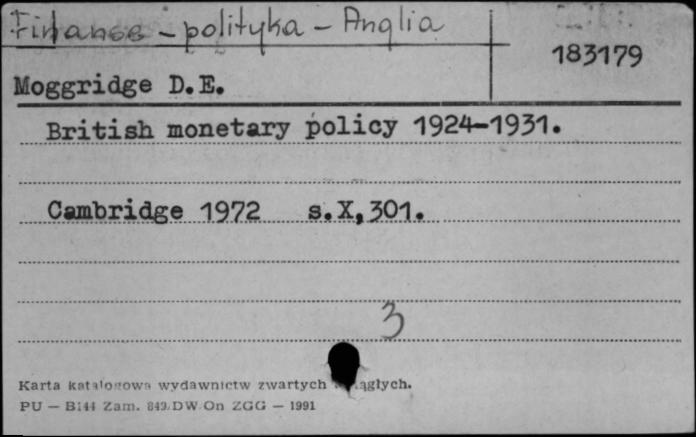 Finanse - polityka - Anglia
183179
Moggridge D.E.
British monetary policy 1924-1931.
Cambridge 1972 s.X,301.
3
Karta katalogowa wydawnictw zwartych ciągłych.
PU — B144 Zam. 849 DW On ZGG — 1991